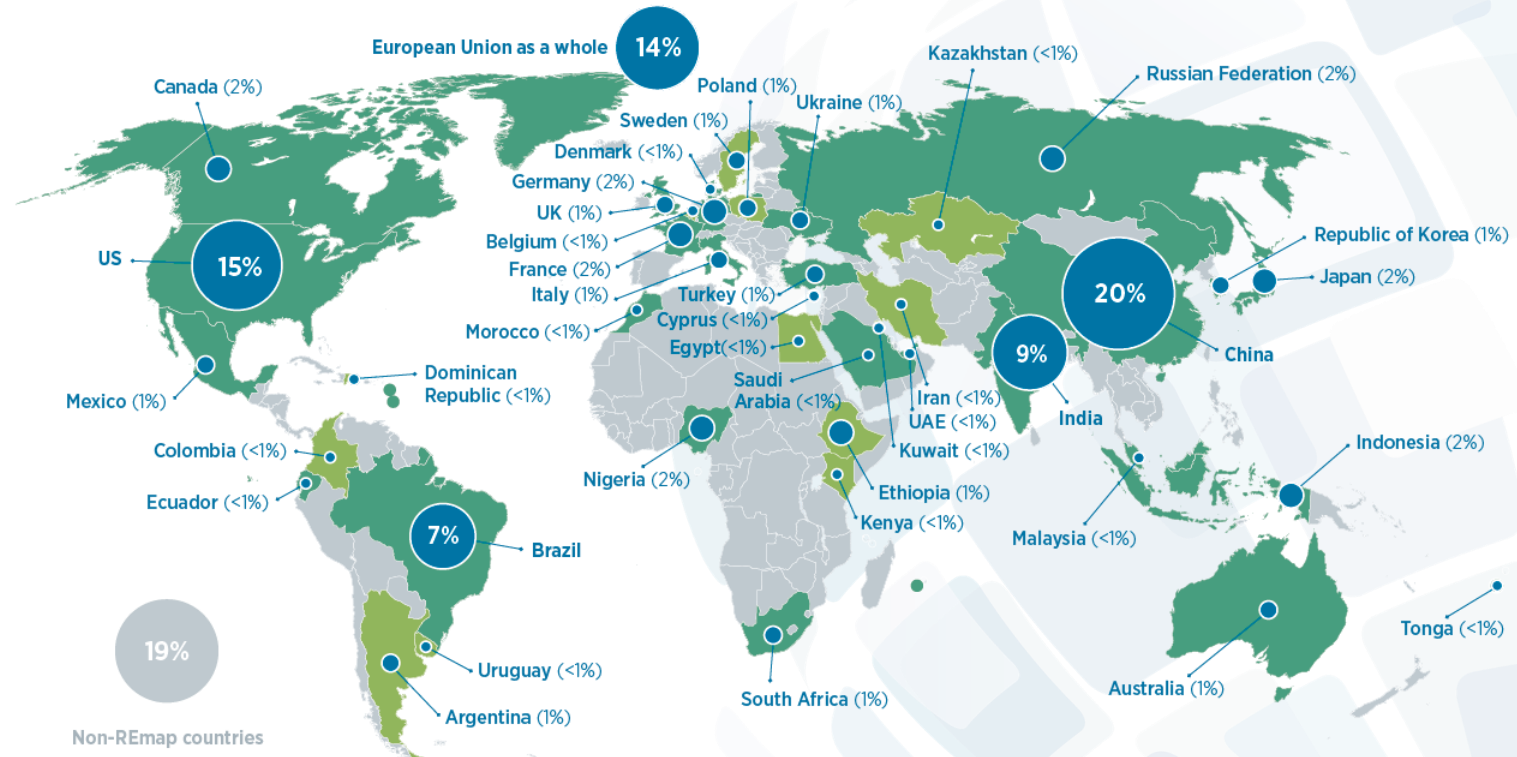 European Union as a whole 14%
Kazakhstan (<1%)
Russian Federation (2%)
Canada (2%)
Poland (1%)
Ukraine (1%)
Sweden (1%)
Denmark (<1%)
Germany (2%)
UK (1%)
Belgium (<1%)
France (2%)
Italy (1%)
Turkey (1%)
Morocco (<1%)
Cyprus (<1%)
Egypt(<1%)
US
15%
Republic of Korea (1%)
Japan (2%)
20%
China
9%
India
Saudi
Arabia (<1%)
Iran (<1%)
UAE (<1%)
Kuwait (<1%)
Mexico (1%)
Dominican
Republic (<1%)
Colombia (<1%)
Ecuador (<1%)
Nigeria (2%)
Ethiopia (1%)
Kenya (<1%)
Indonesia (2%)
Malaysia (<1%)
7%
Brazil
Tonga (<1%)
19%
Non-REmap countries
Uruguay (<1%)
Argentina (1%)
South Africa (1%)
Australia (1%)